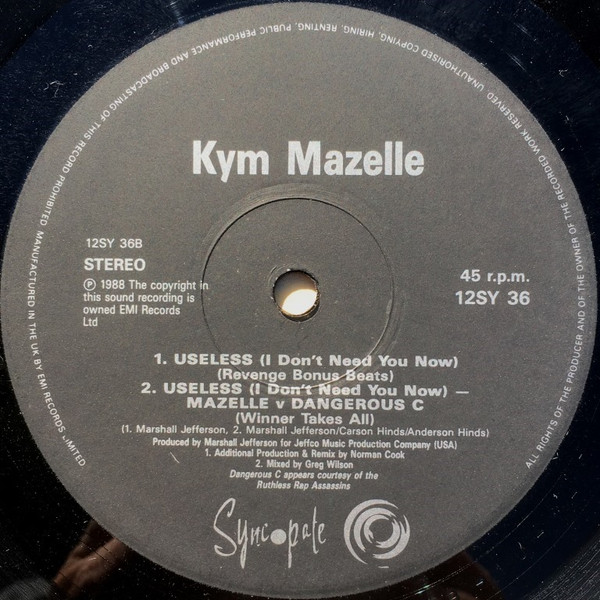 UNAUTHORISED COPYING, HIRING, RENTING, PUBLIC PERFORMANCE AND BROADCASTING OF THIS RECORD PROHIBITED. MANUFACTURED IN THE UK BY EMI RECORDS LIMITED.
ALL RIGHTS OF THE PRODUCER AND OF THE OWNER OF THE RECORDED WORK RESERVED.
Kym Mazelle
12SY 36B
STEREO
℗ 1988 The copyright in
this sound recording is
owned EMI Records
Ltd
45 r.p.m.
12SY 36
1. USELESS (I Don't Need You Now)
(Revenge Bonus Beats)
2. USELESS (I Don't Need You Now) —
MAZELLE v DANGEROUS C
(Winner Takes All)
(1. Marshall Jefferson, 2. Marshall Jefferson/Carson Hinds/Anderson Hinds)
Produced by Marshall Jefferson for Jeffco Music Production Company (USA)
1. Additional Production & Remix by Norman Cook
2. Mixed by Greg Wilson
Dangerous C appears courtesy of the
Ruthless Rap Assassins
Syncopate